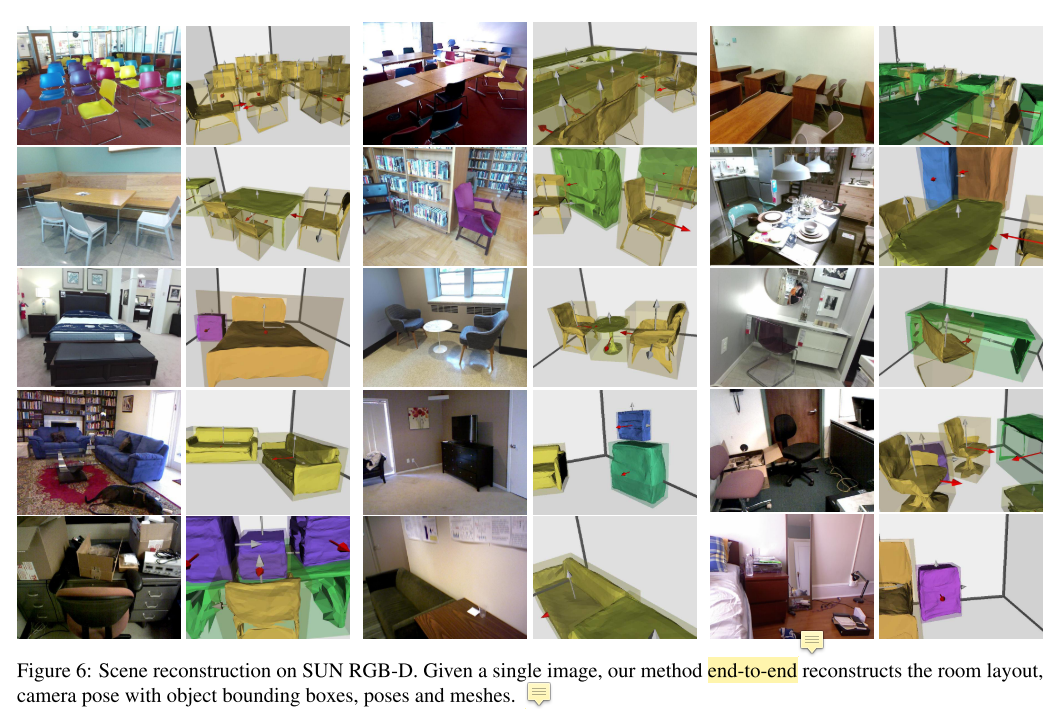 Figure 6: Scene reconstruction on SUN RGB-D. Given a single image, our method end-to-end reconstructs the room layout,
camera pose with object bounding boxes, poses and meshes.